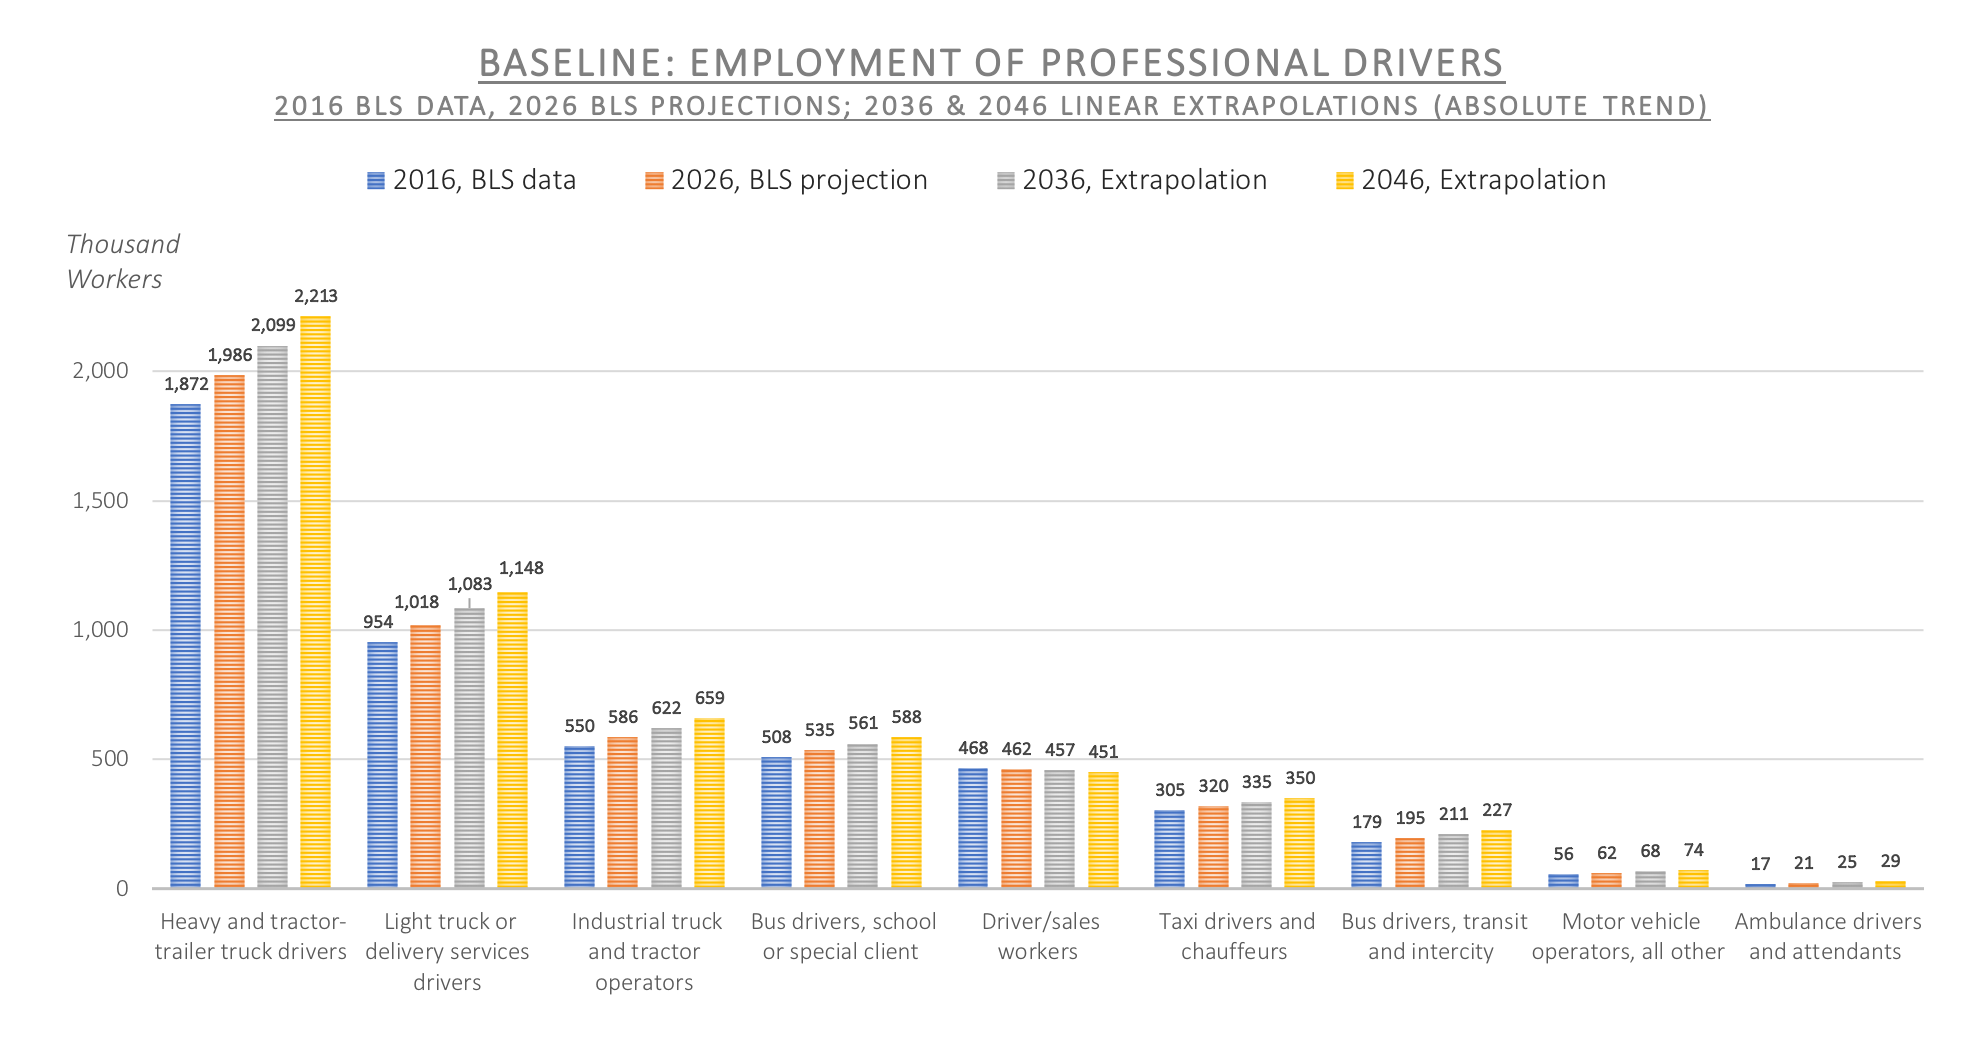 BASELINE: EMPLOYMENT OF PROFESSIONAL DRIVERS
2016 BLS DATA, 2026 BLS PROJECTIONS; 2036 & 2046 LINEAR EXTRAPOLATIONS (ABSOLUTE TREND)
2016, BLS data 2026, BLS projection 2036, Extrapolation 2046, Extrapolation
Thousand
Workers
2,000
1,500
1,000
500
0
1,872 1,986 2,099 2,213
954 1,018 1,083 1,148
550 586 622 659
508 535 561 588
468 462 457 451
305 320 335 350
179 195 211 227
56 62 68 74
17 21 25 29
Heavy and tractor-
trailer truck drivers
Light truck or
delivery services
drivers
Industrial truck
and tractor
operators
Bus drivers, school
or special client
Driver/sales
workers
Taxi drivers and
chauffeurs
Bus drivers, transit
and intercity
Motor vehicle
operators, all other
Ambulance drivers
and attendants